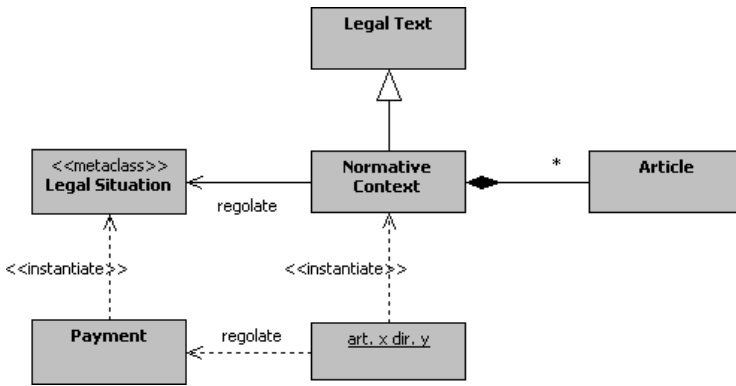 Legal Text
<<metaclass>>
Legal Situation
Normative
Context
*
Article
regolate
<<instantiate>>
<<instantiate>>
Payment
regolate
art. x dir. y